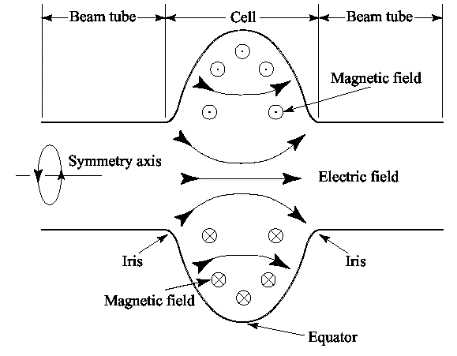 Beam tube
Cell
Beam tube
Magnetic field
Symmetry axis
Electric field
Iris
Iris
Magnetic field
Equator